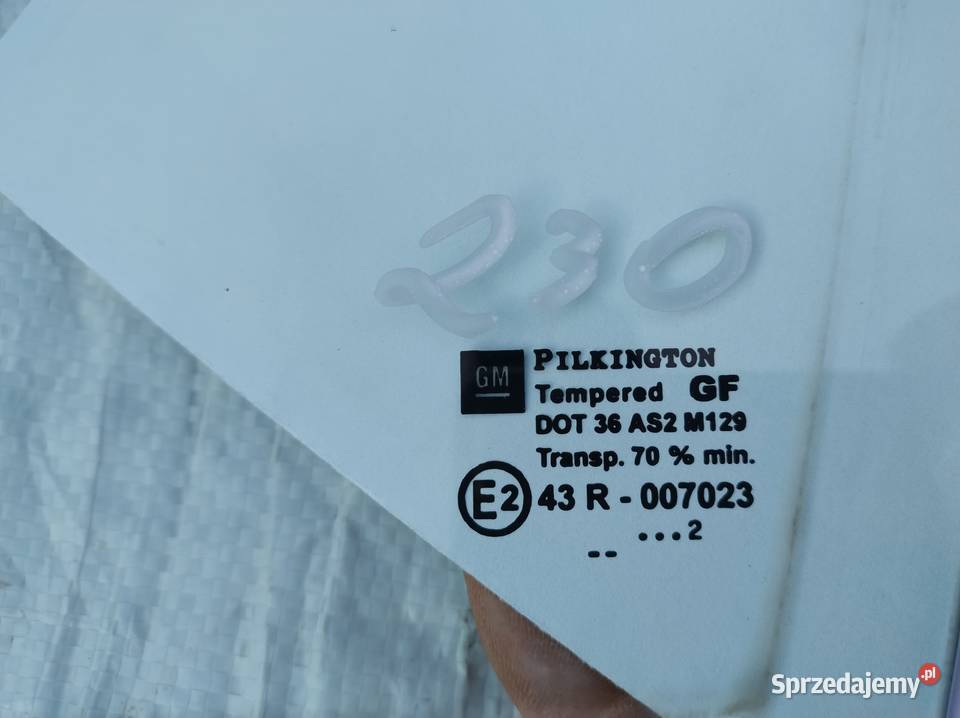 230
GM
PILKINGTON
Tempered GF
DOT 36 AS2 M129
Transp. 70 % min.
E2 43 R - 007023
...2
--
Sprzedajemy.pl